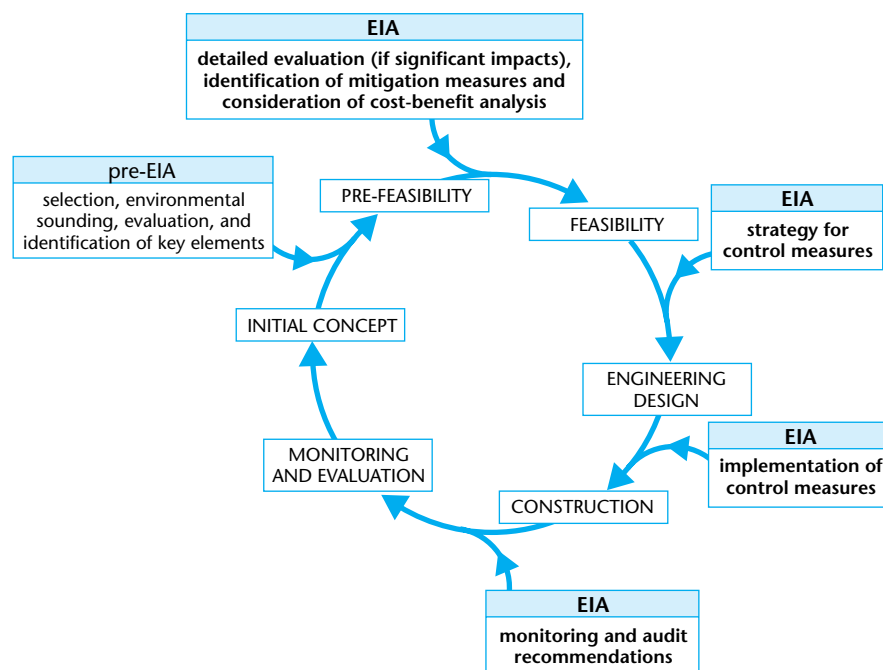 EIA
detailed evaluation (if significant impacts),
identification of mitigation measures and
consideration of cost-benefit analysis
pre-EIA
selection, environmental
sounding, evaluation, and
identification of key elements
PRE-FEASIBILITY
FEASIBILITY
EIA
strategy for
control measures
INITIAL CONCEPT
ENGINEERING
DESIGN
EIA
implementation of
control measures
MONITORING
AND EVALUATION
CONSTRUCTION
EIA
monitoring and audit
recommendations